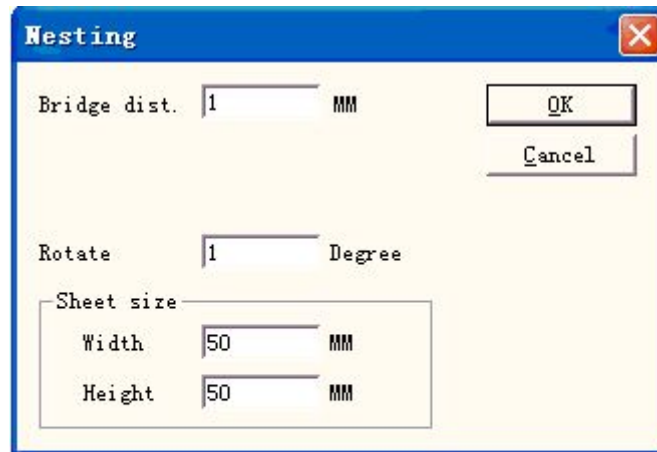 Nesting
Bridge dist. 1 MM OK
Cancel
Rotate 1 Degree
Sheet size
Width 50 MM
Height 50 MM